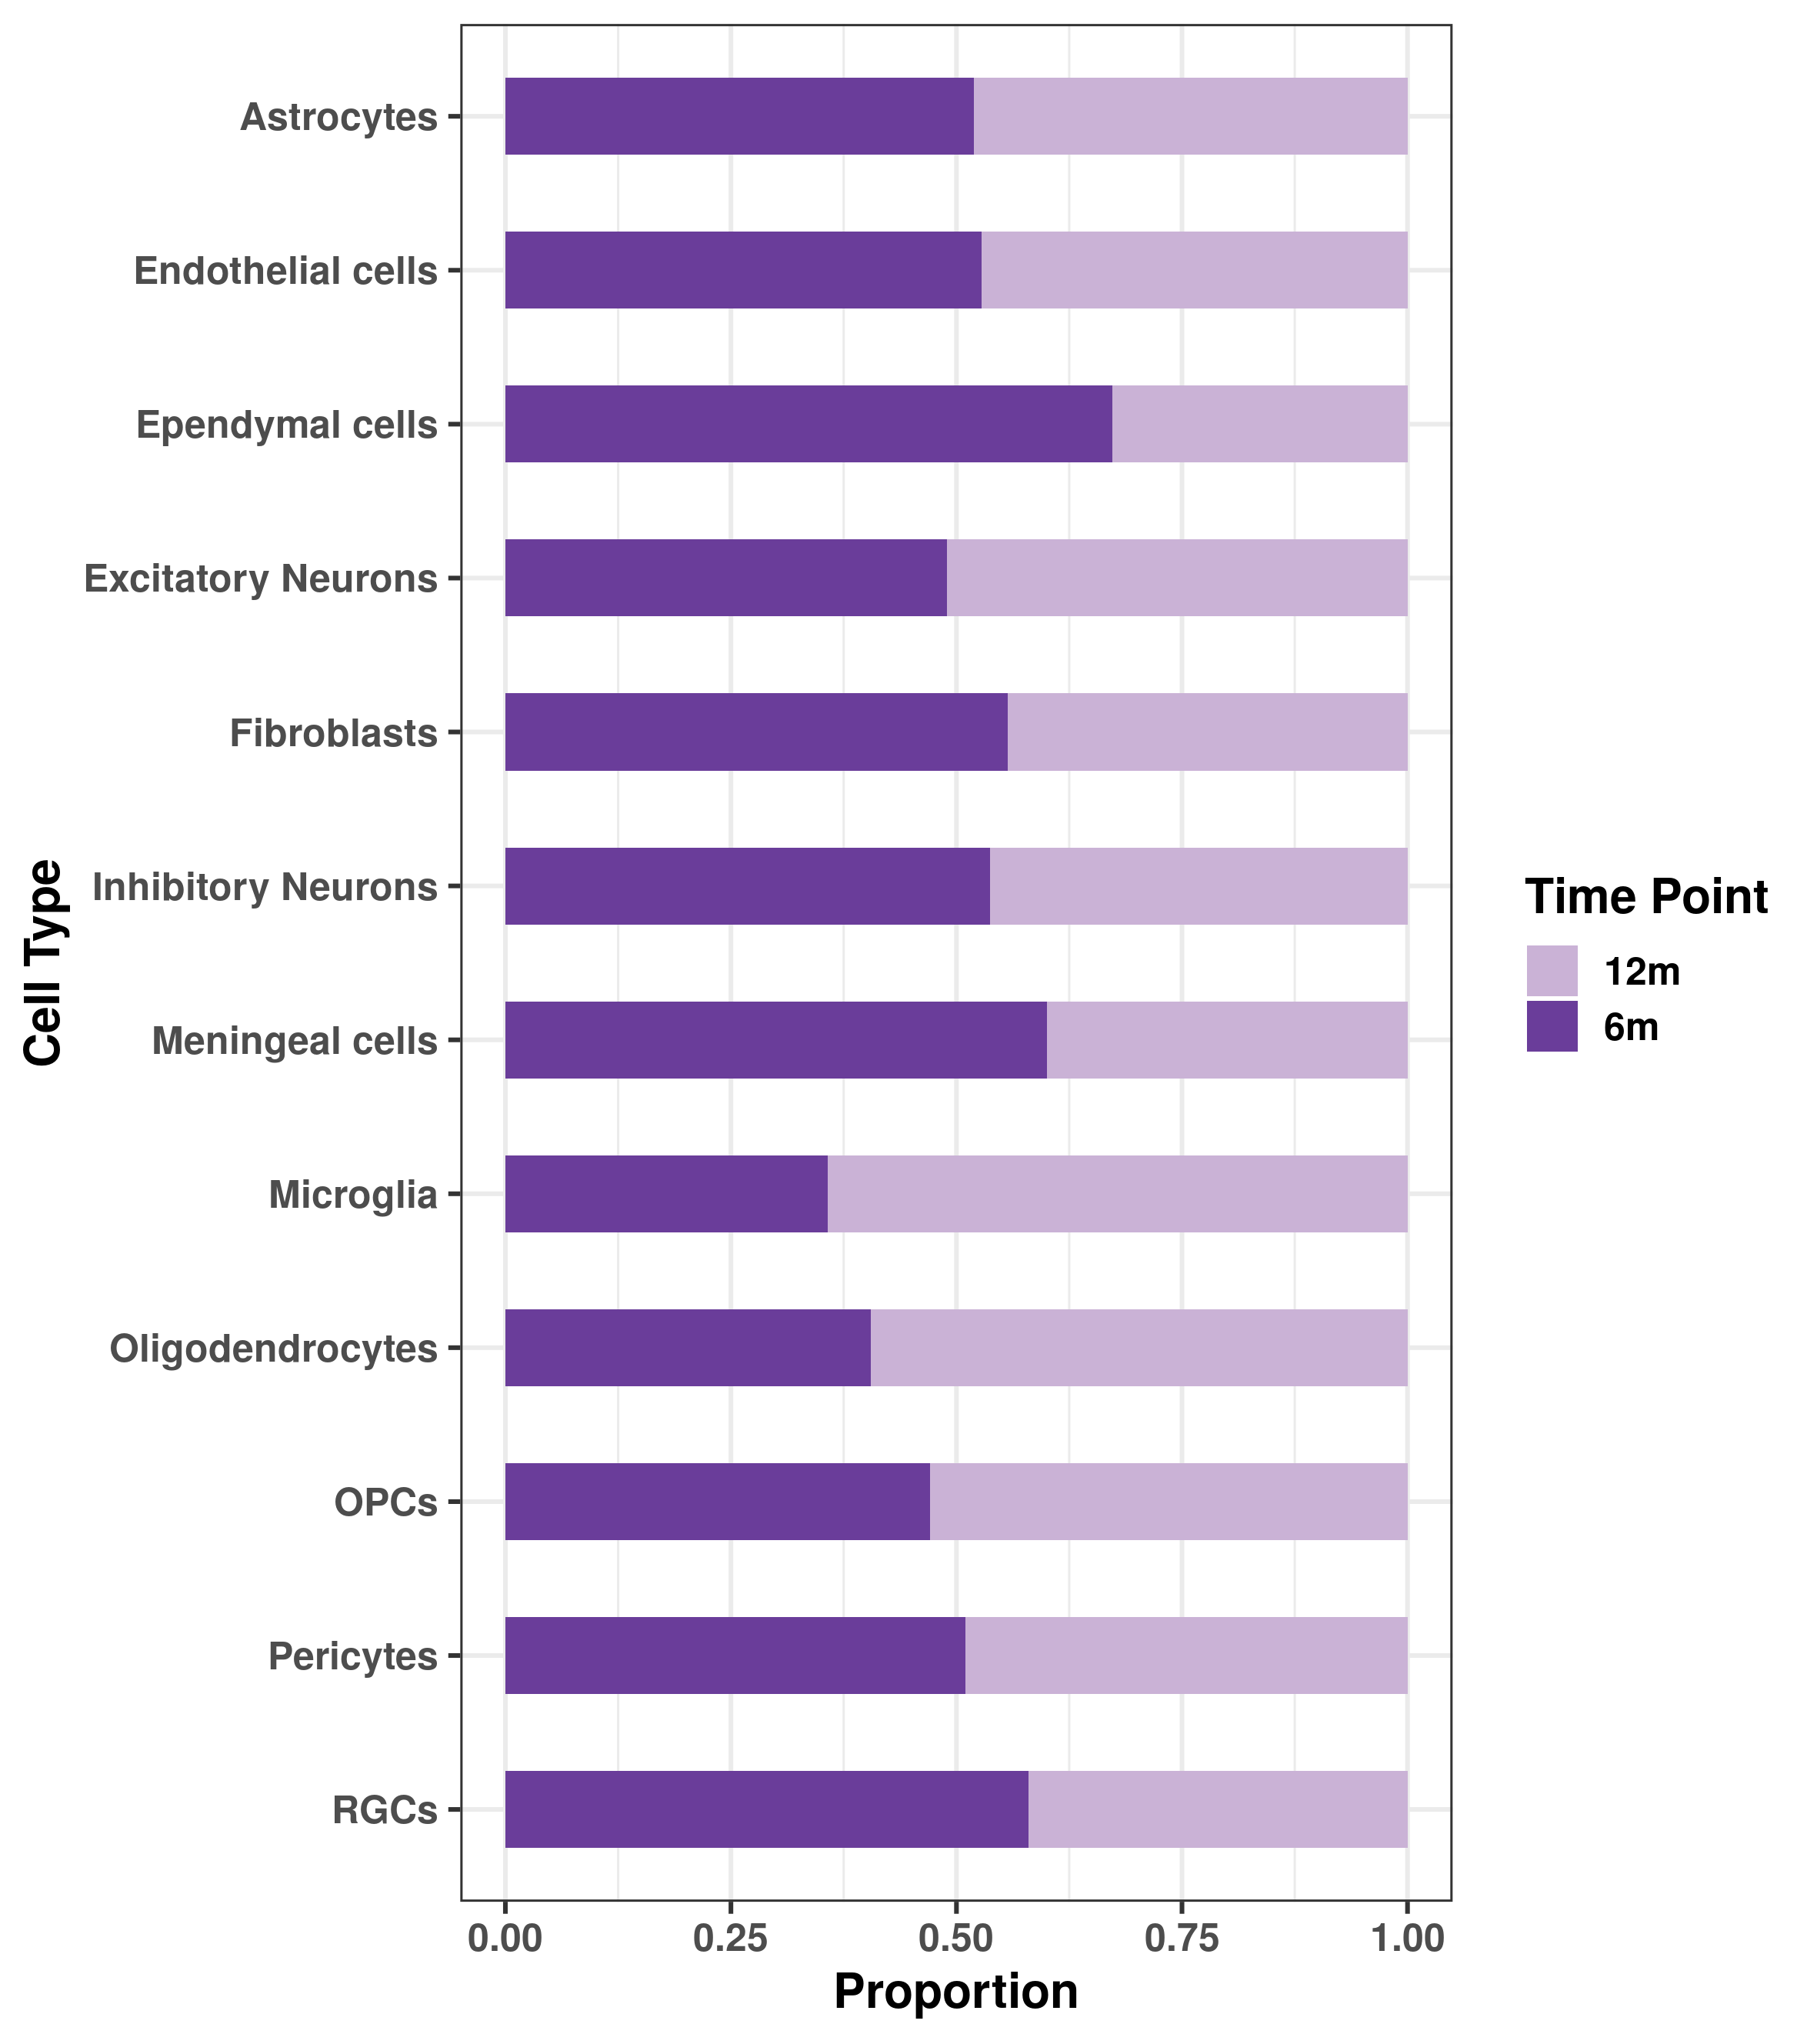 Astrocytes
Endothelial cells
Ependymal cells
Excitatory Neurons
Fibroblasts
Inhibitory Neurons
Meningeal cells
Microglia
Oligodendrocytes
OPCs
Pericytes
RGCs
Cell Type
0.00 0.25 0.50 0.75 1.00
Proportion
Time Point
12m
6m